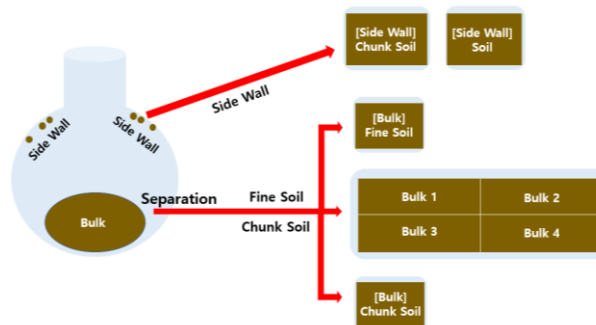 [Side Wall]
Chunk Soil
[Side Wall]
Soil
Side Wall
Side Wall
Side Wall
[Bulk]
Fine Soil
Separation
Fine Soil
Chunk Soil
Bulk
Bulk 1
Bulk 2
Bulk 3
Bulk 4
[Bulk]
Chunk Soil